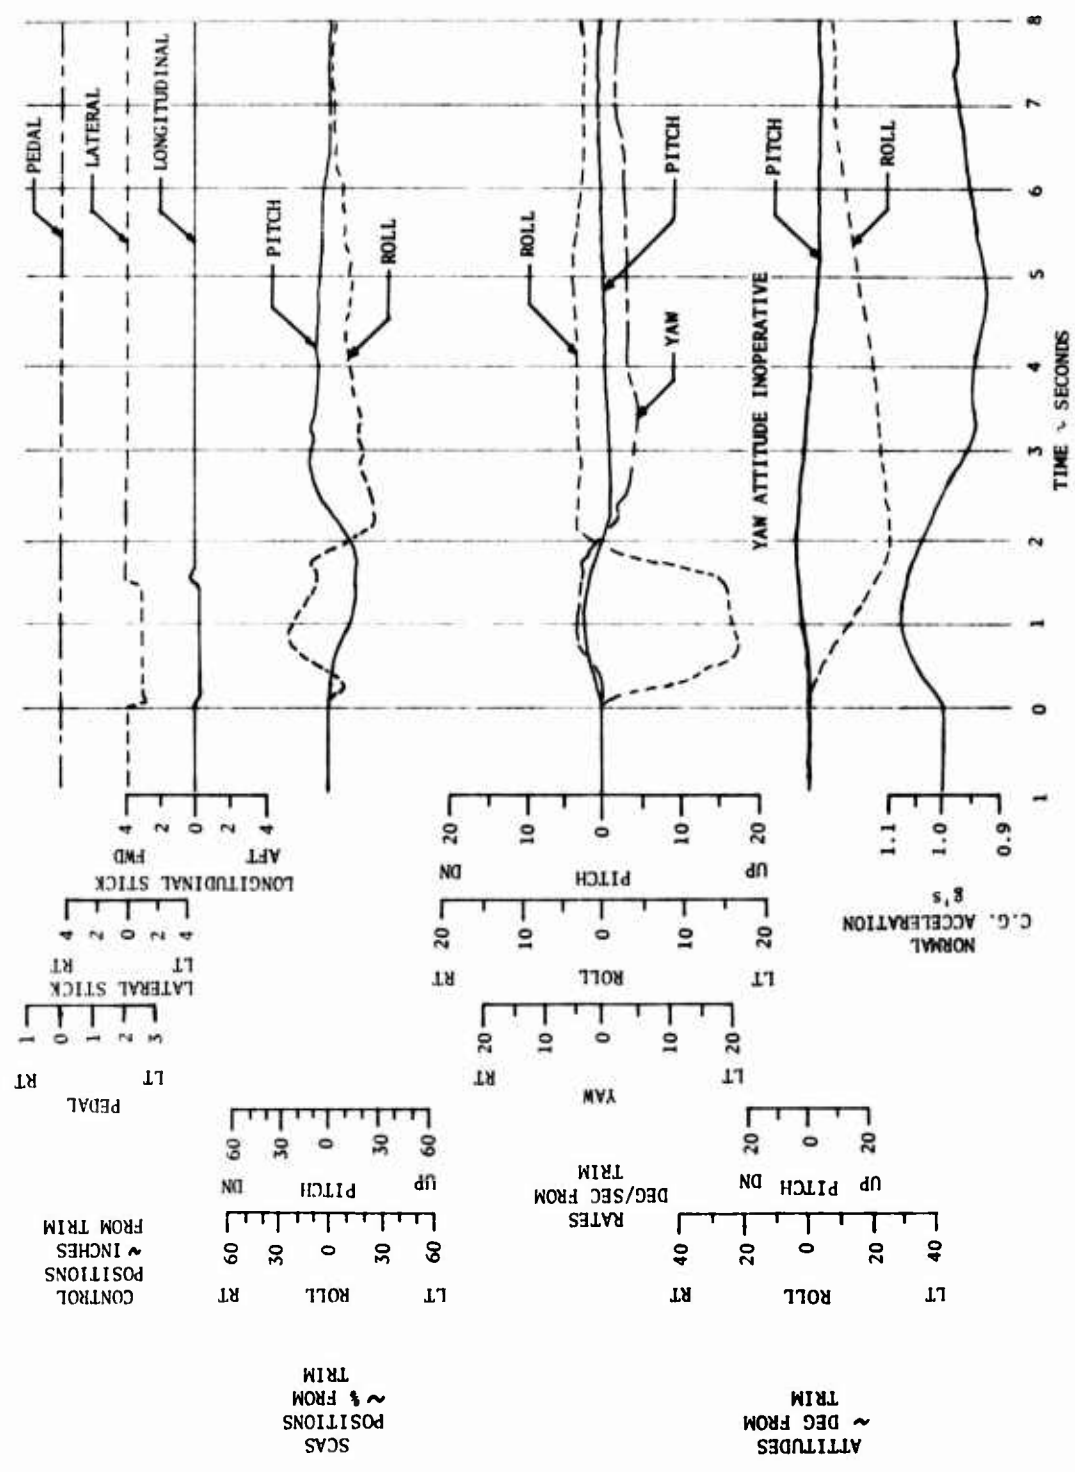 CONTROL
POSITIONS
~ INCHES
FROM TRIM
PEDAL
RT
LT
1
0
1
2
3
LATERAL STICK
RT
LT
4
2
0
2
4
LONGITUDINAL STICK
FWD
AFT
4
2
0
2
4
PEDAL
LATERAL
LONGITUDINAL
SCAS
POSITIONS
~ % FROM
TRIM
RT
ROLL
LT
60
30
0
30
60
DN
PITCH
UP
60
30
0
30
60
PITCH
ROLL
RATES
DEG/SEC FROM
TRIM
RT
YAW
LT
20
10
0
10
20
RT
ROLL
LT
20
10
0
10
20
DN
PITCH
UP
20
10
0
10
20
ROLL
PITCH
YAW
ATTITUDES
~ DEG FROM
TRIM
RT
ROLL
LT
40
20
0
20
40
DN
PITCH
UP
20
0
20
YAW ATTITUDE INOPERATIVE
PITCH
ROLL
NORMAL
C.G. ACCELERATION
g's
1.1
1.0
0.9
1 0 1 2 3 4 5 6 7 8
TIME ~ SECONDS